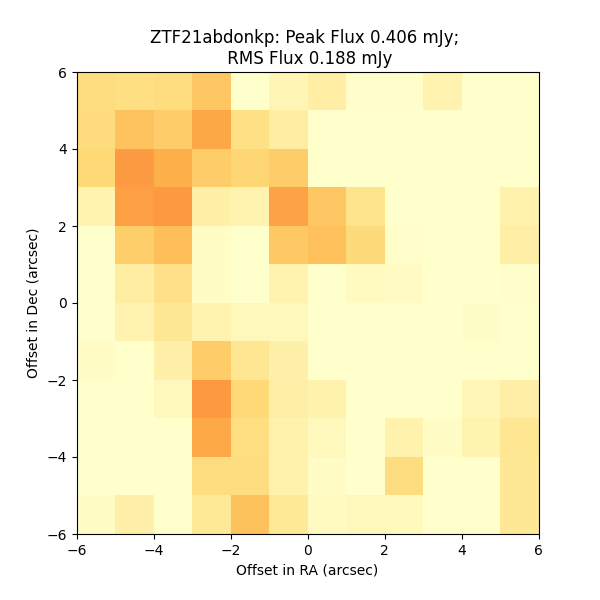 ZTF21abdonkp: Peak Flux 0.406 mJy;
RMS Flux 0.188 mJy
6
4
2
0
−2
−4
−6
Offset in Dec (arcsec)
−6 −4 −2 0 2 4 6
Offset in RA (arcsec)